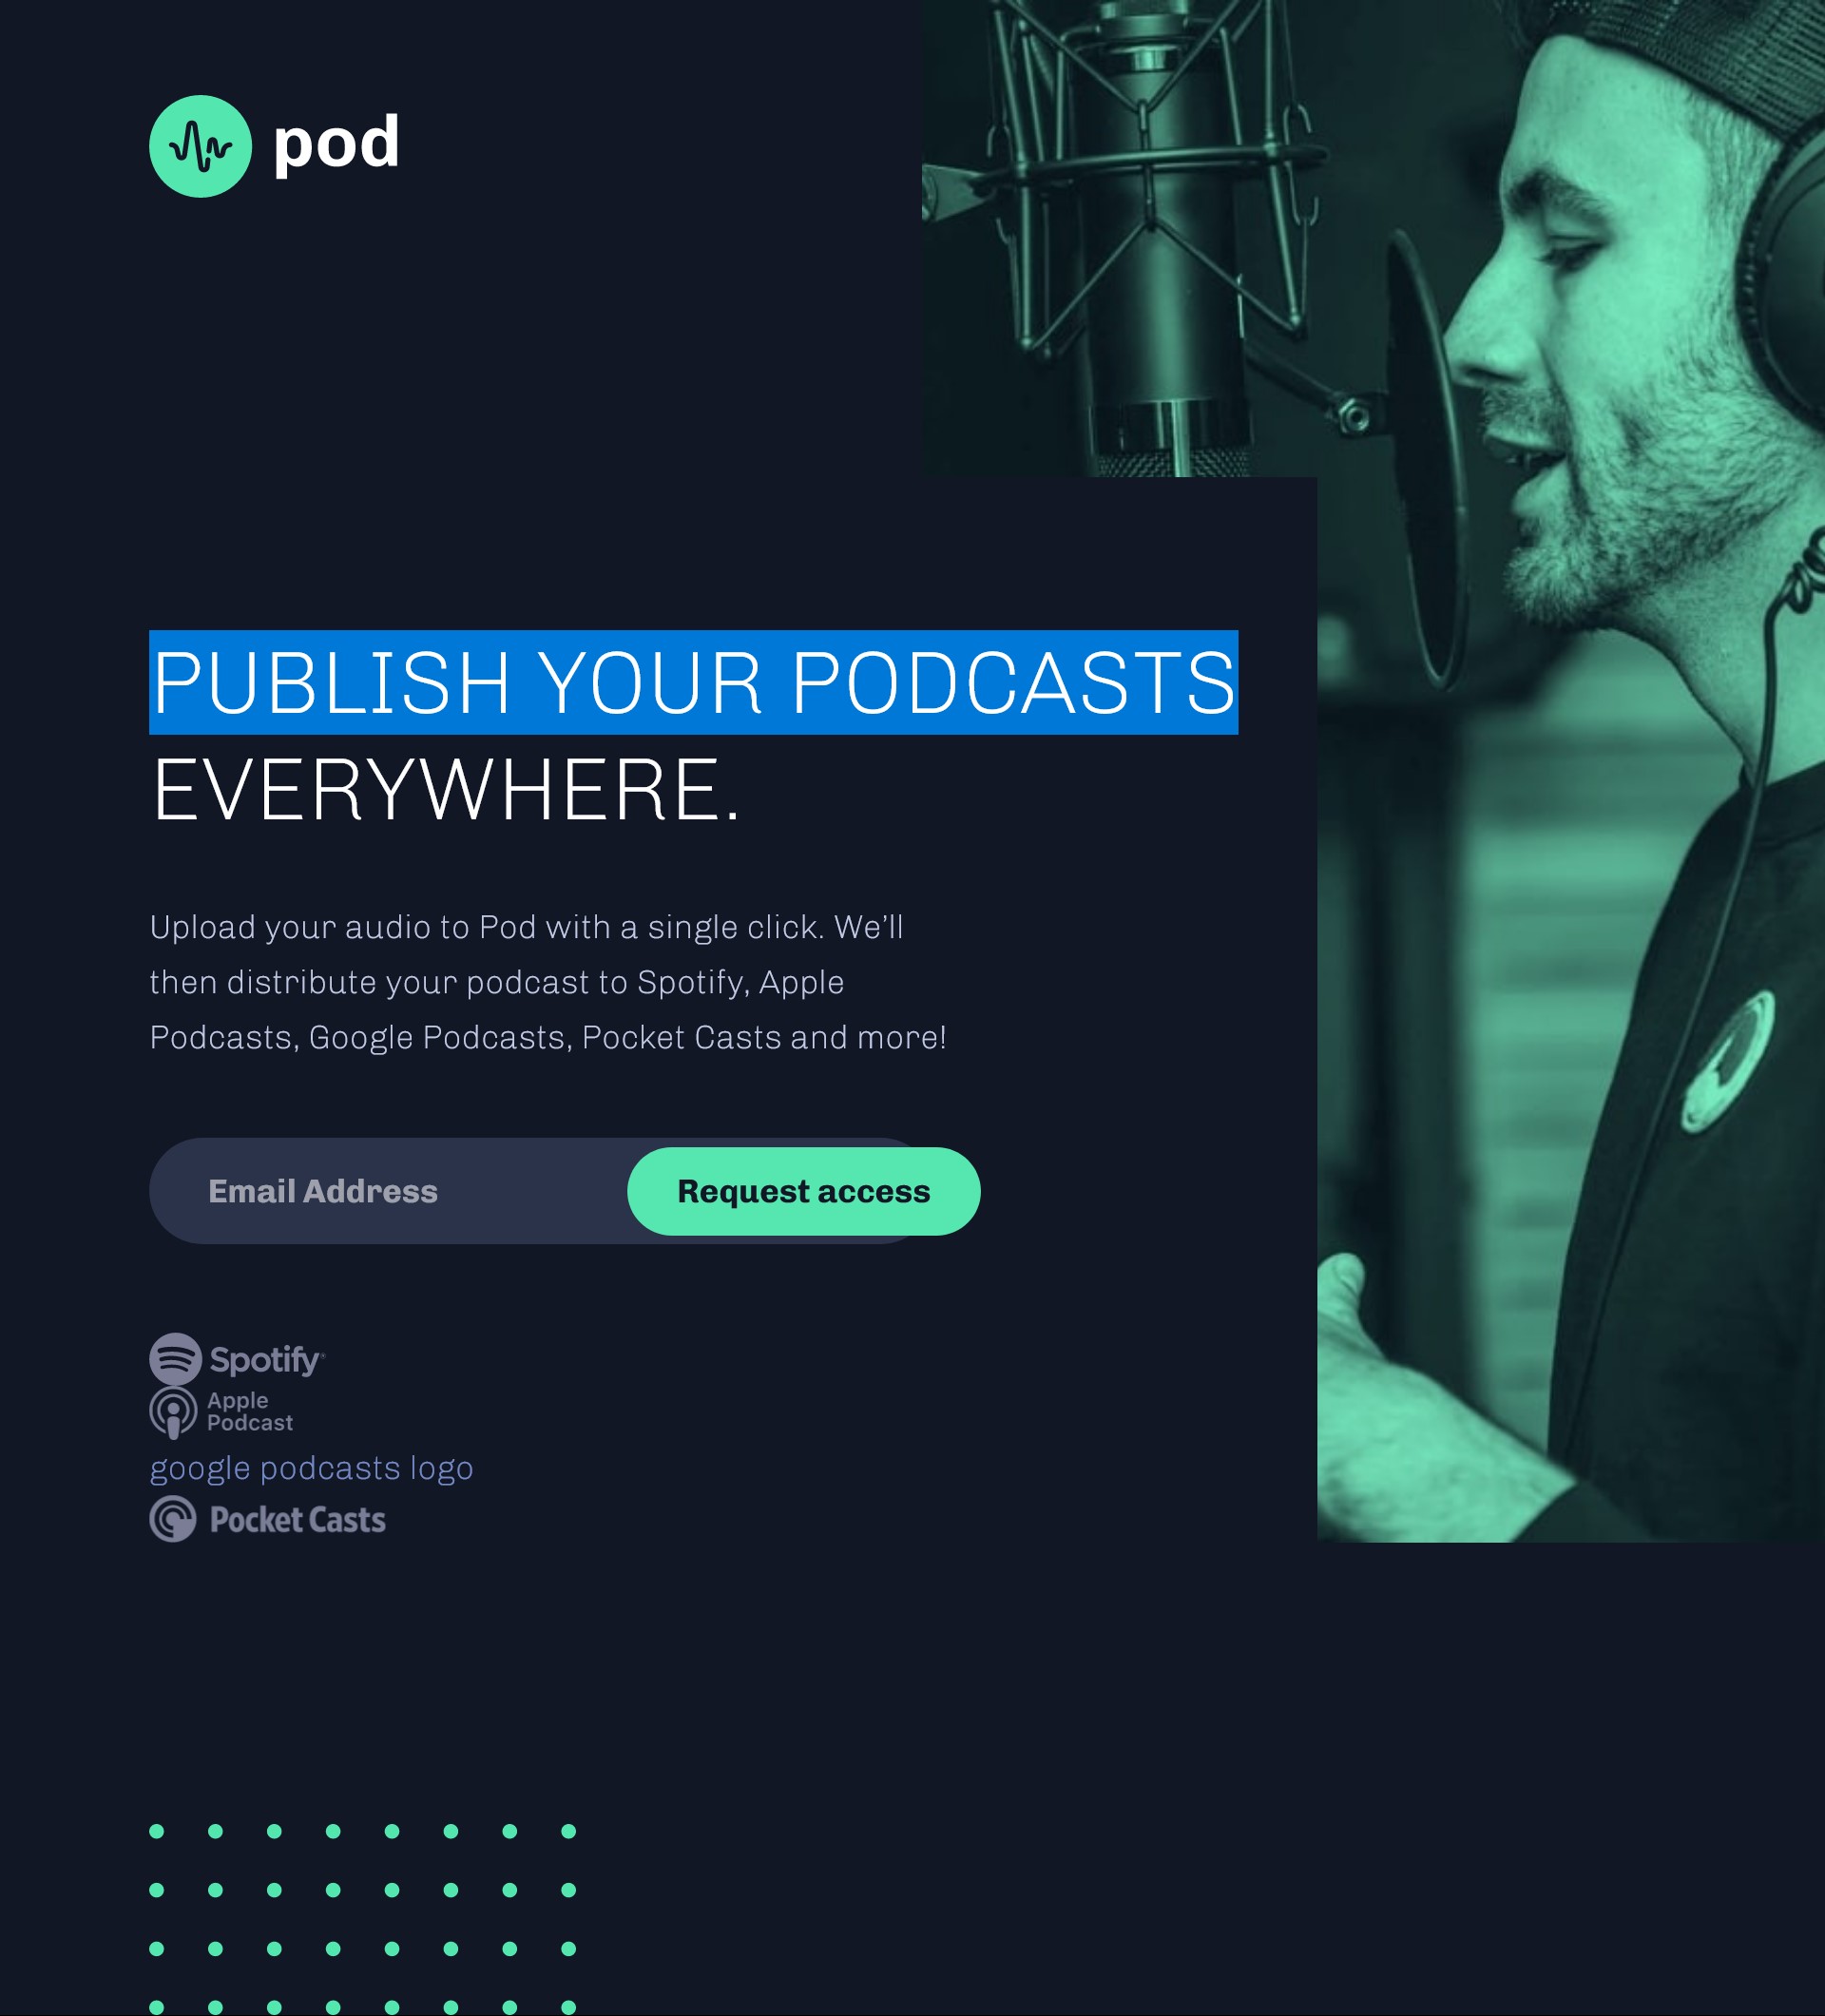 pod
PUBLISH YOUR PODCASTS
EVERYWHERE.
Upload your audio to Pod with a single click. We’ll
then distribute your podcast to Spotify, Apple
Podcasts, Google Podcasts, Pocket Casts and more!
Email Address
Request access
Spotify
Apple
Podcast
google podcasts logo
Pocket Casts